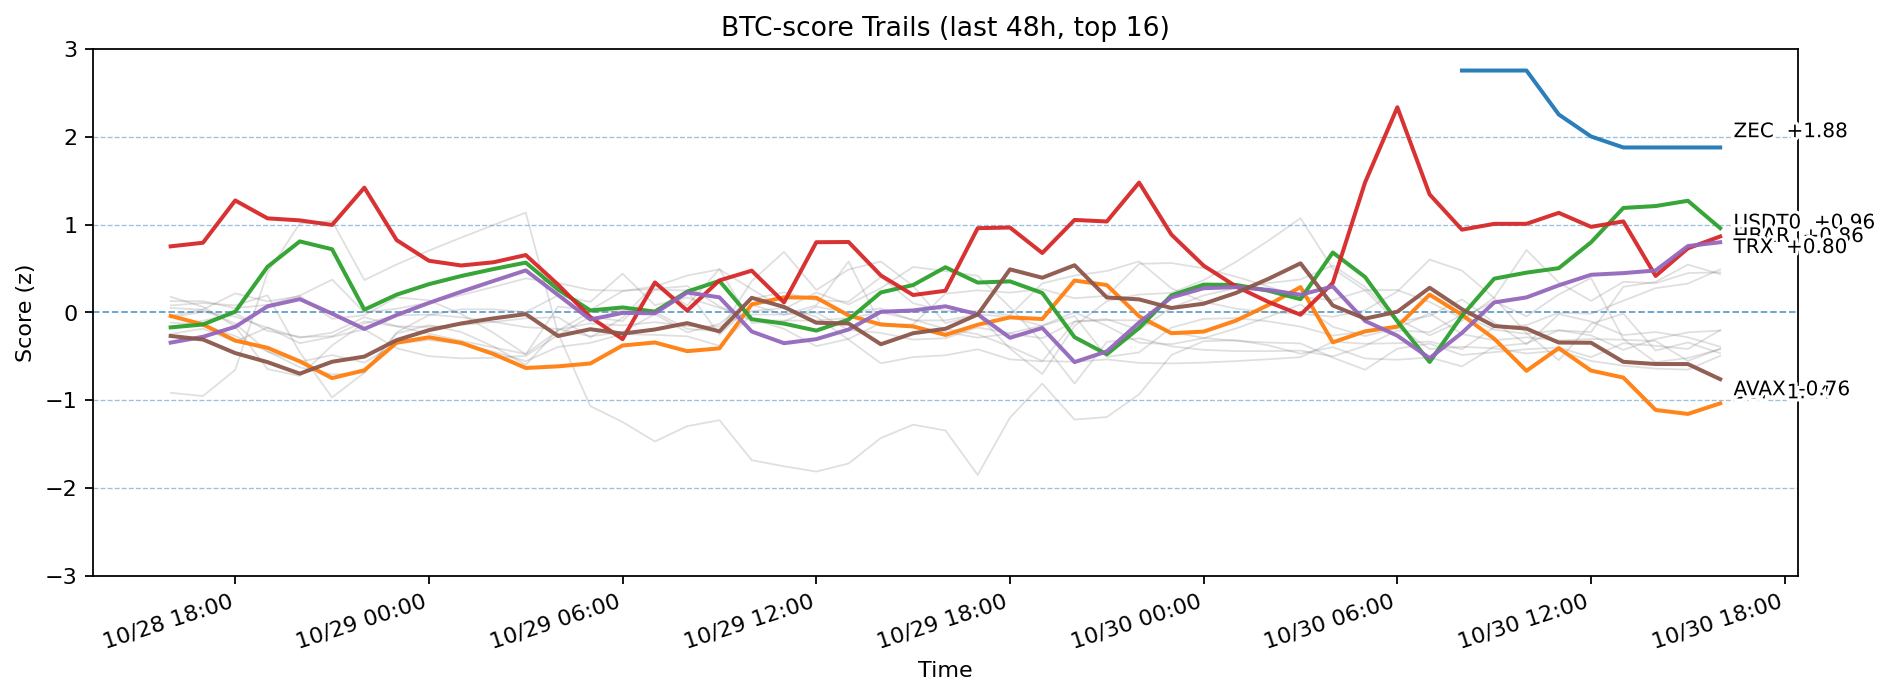 BTC-score Trails (last 48h, top 16)
Score (z)
3
2
1
0
−1
−2
−3
ZEC +1.88
USDT0 +0.96
TRX +0.80
AVAX -0.76
10/28 18:00
10/29 00:00
10/29 06:00
10/29 12:00
10/29 18:00
10/30 00:00
10/30 06:00
10/30 12:00
10/30 18:00
Time